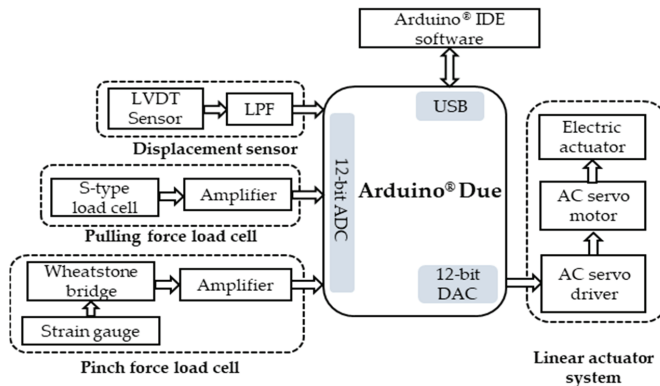 Arduino® IDE
software
LVDT
Sensor
LPF
Displacement sensor
S-type
load cell
Amplifier
Pulling force load cell
Wheatstone
bridge
Amplifier
Strain gauge
Pinch force load cell
USB
12-bit ADC
Arduino® Due
12-bit
DAC
Electric
actuator
AC servo
motor
AC servo
driver
Linear actuator
system